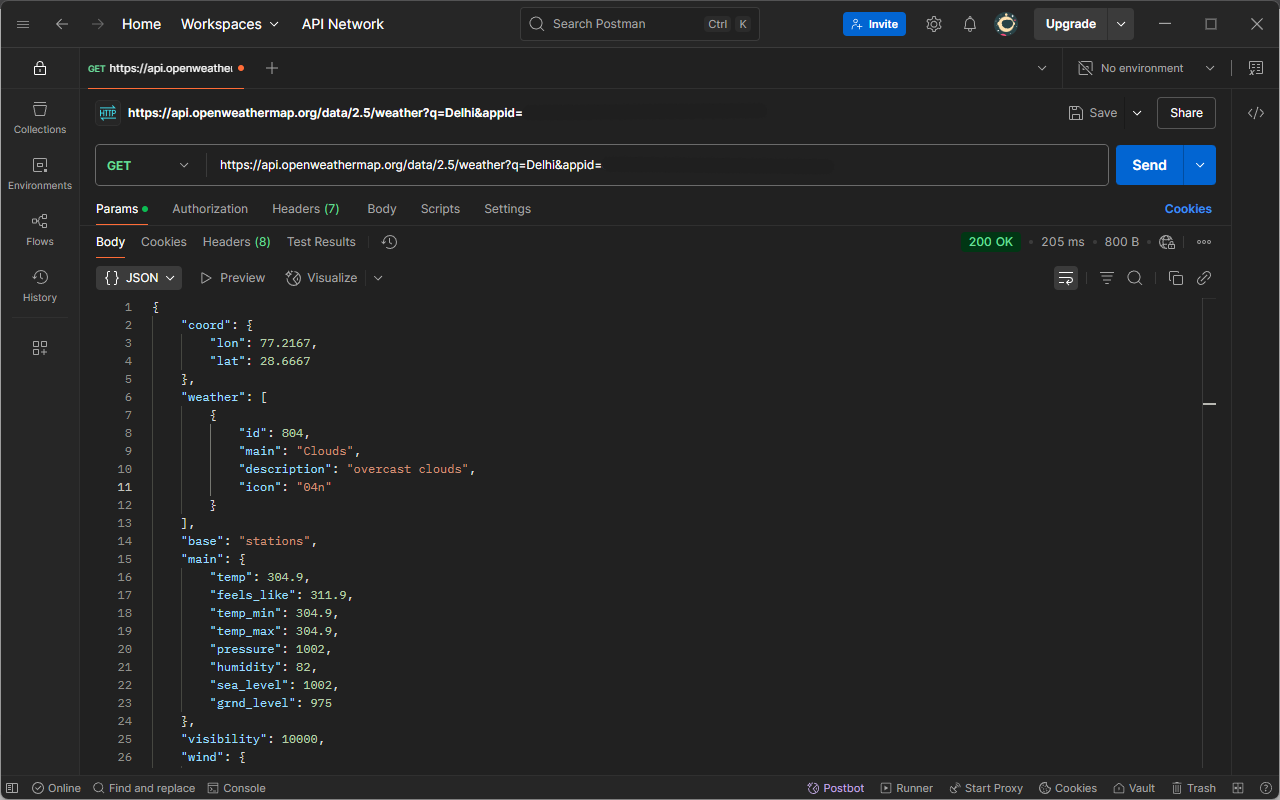 Home Workspaces API Network Search Postman Ctrl K Invite Upgrade
GET https://api.openweather No environment
HTTP https://api.openweathermap.org/data/2.5/weather?q=Delhi&appid= Save Share
GET https://api.openweathermap.org/data/2.5/weather?q=Delhi&appid= Send
Params Authorization Headers (7) Body Scripts Settings Cookies
Body Cookies Headers (8) Test Results 200 OK 205 ms 800 B
{} JSON Preview Visualize
Collections
Environments
Flows
History
1 {
2 "coord": {
3 "lon": 77.2167,
4 "lat": 28.6667
5 },
6 "weather": [
7 {
8 "id": 804,
9 "main": "Clouds",
10 "description": "overcast clouds",
11 "icon": "04n"
12 }
13 ],
14 "base": "stations",
15 "main": {
16 "temp": 304.9,
17 "feels_like": 311.9,
18 "temp_min": 304.9,
19 "temp_max": 304.9,
20 "pressure": 1002,
21 "humidity": 82,
22 "sea_level": 1002,
23 "grnd_level": 975
24 },
25 "visibility": 10000,
26 "wind": {
Online Find and replace Console Postbot Runner Start Proxy Cookies Vault Trash